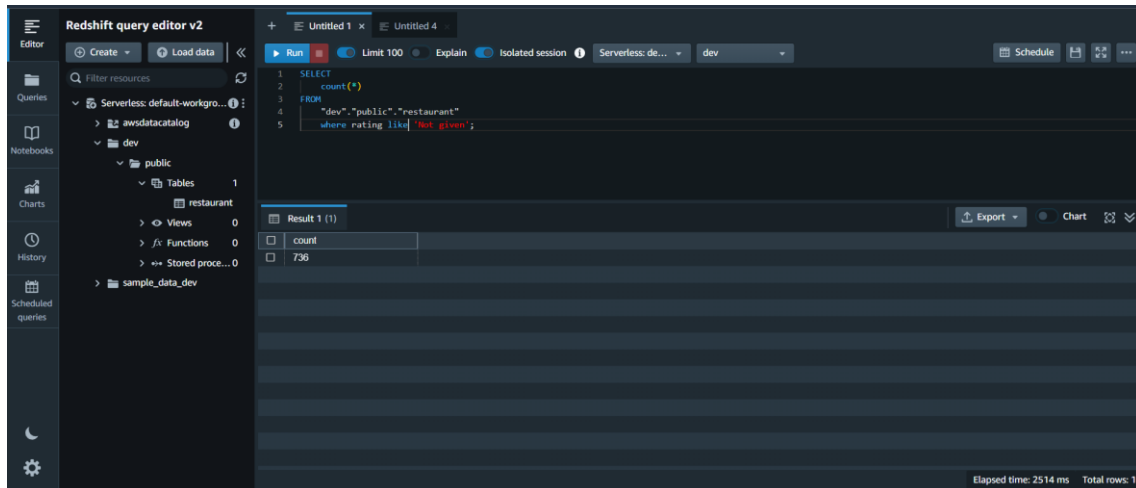 Editor
Queries
Notebooks
Charts
History
Scheduled
queries
Redshift query editor v2
Create
Load data
Filter resources
Serverless: default-workgro...
awsdatacatalog
dev
public
Tables 1
restaurant
Views 0
fx Functions 0
Stored proce... 0
sample_data_dev
+ Untitled 1 × Untitled 4
Run Limit 100 Explain Isolated session Serverless: de... dev Schedule
1 SELECT
2 count(*)
3 FROM
4 "dev"."public"."restaurant"
5 where rating like 'Not given';
Result 1 (1) Export Chart
count
736
Elapsed time: 2514 ms Total rows: 1